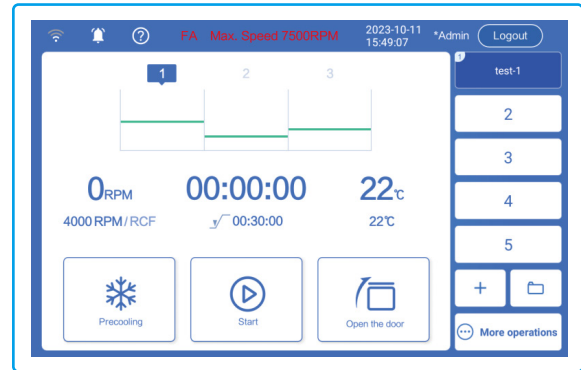 FA Max. Speed 7500RPM 2023-10-11 15:49:07 *Admin Logout
1 2 3
0RPM 00:00:00 22℃
4000 RPM/RCF 00:30:00 22℃
Precooling Start Open the door
1 test-1
2
3
4
5
+
More operations